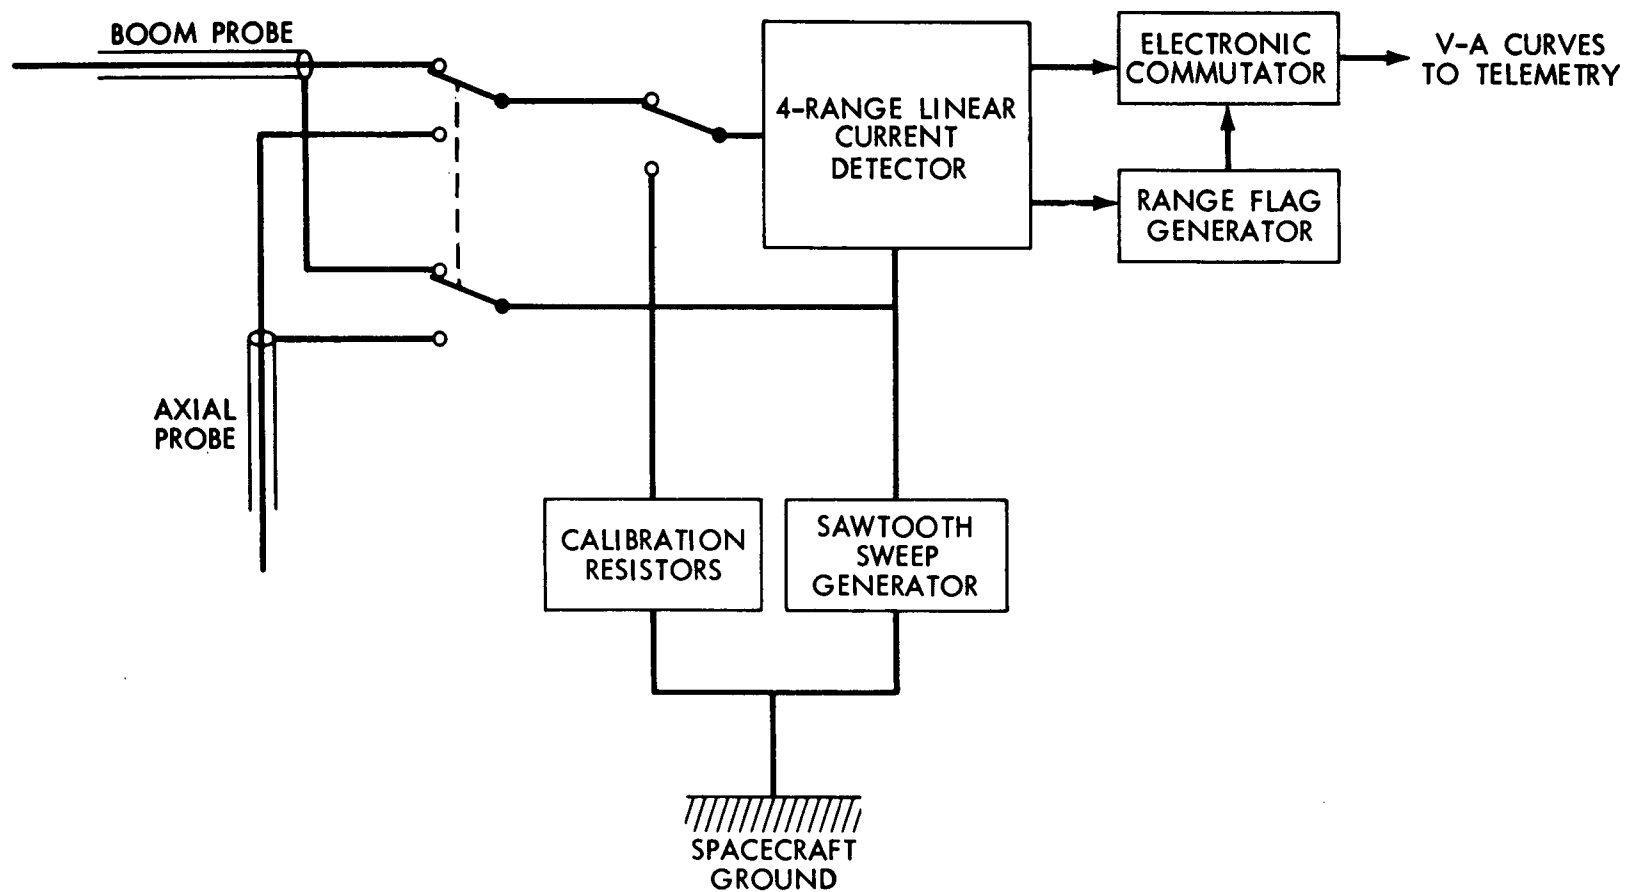 BOOM PROBE
ELECTRONIC
COMMUTATOR
V-A CURVES
TO TELEMETRY
4-RANGE LINEAR
CURRENT
DETECTOR
RANGE FLAG
GENERATOR
AXIAL
PROBE
CALIBRATION
RESISTORS
SAWTOOTH
SWEEP
GENERATOR
SPACECRAFT
GROUND